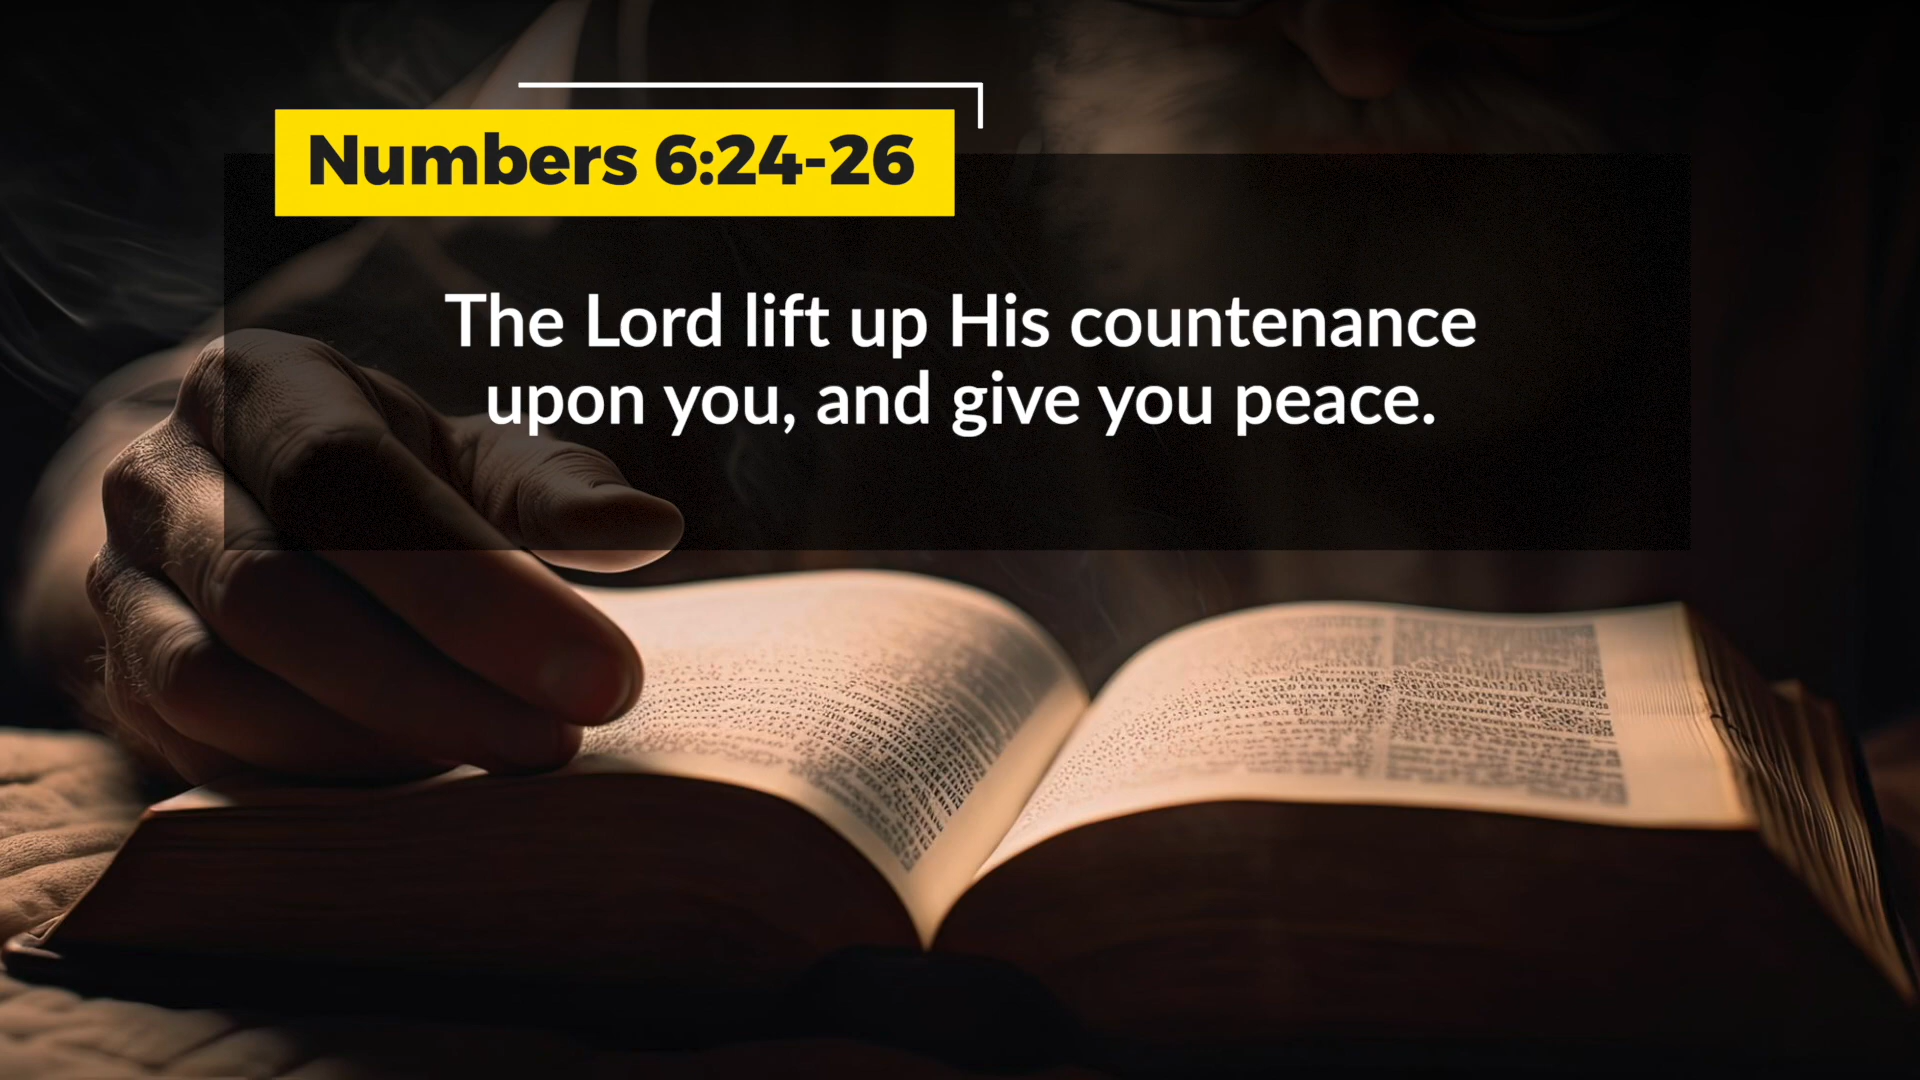 Numbers 6:24-26
The Lord lift up His countenance
upon you, and give you peace.